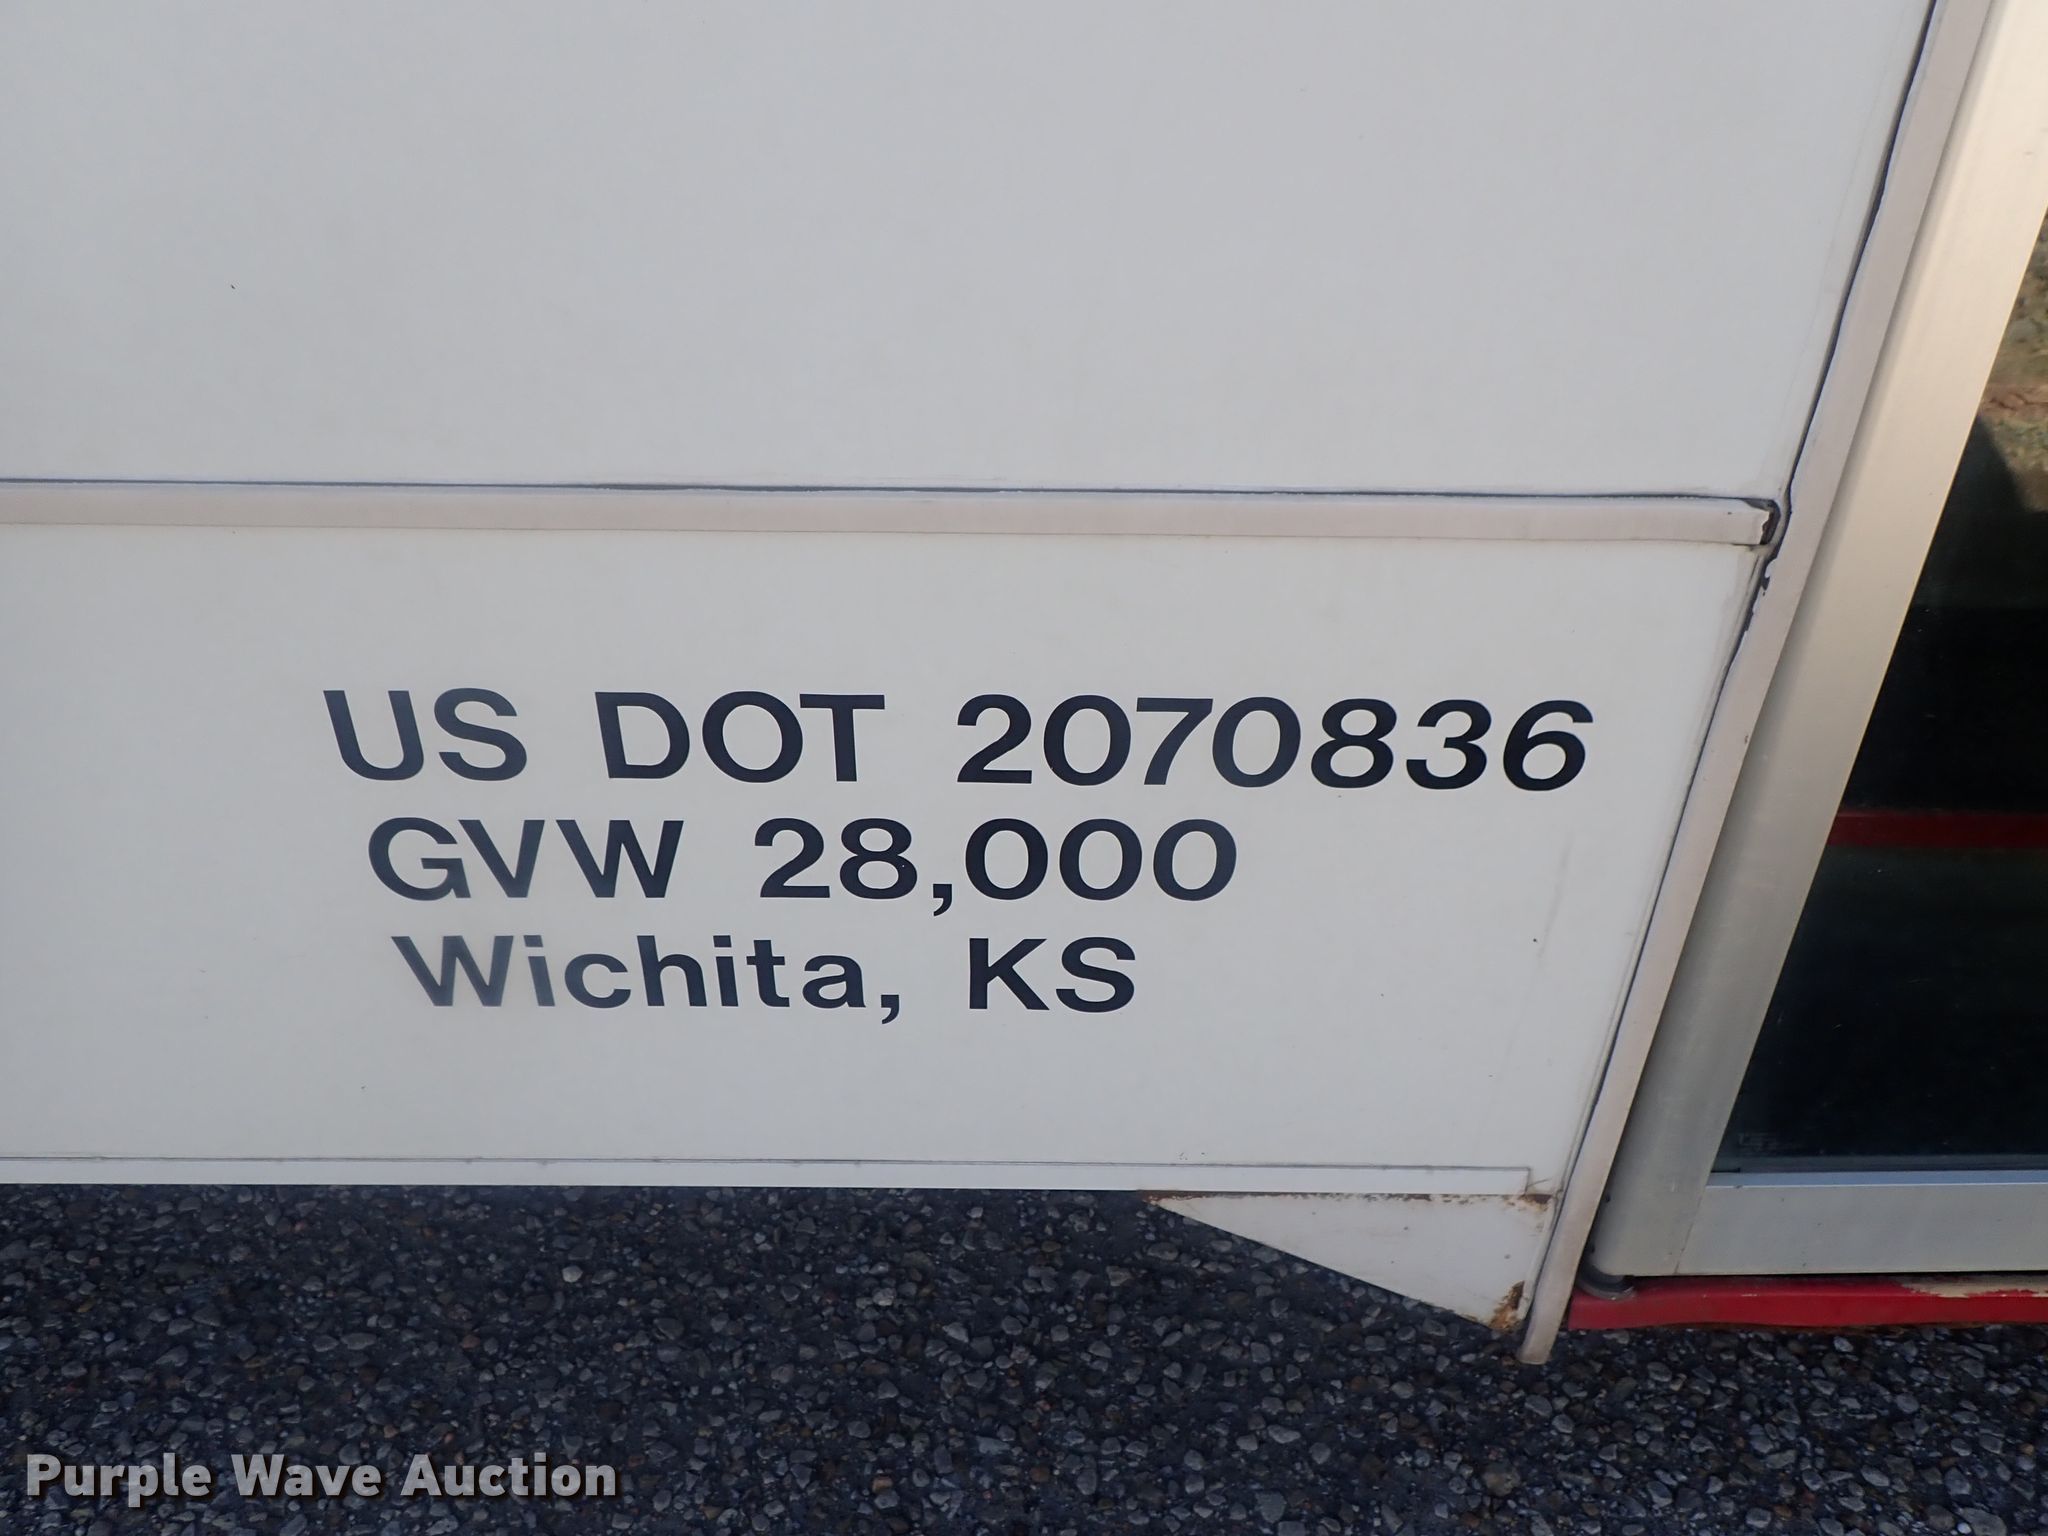 US DOT 2070836
GVW 28,000
Wichita, KS
Purple Wave Auction